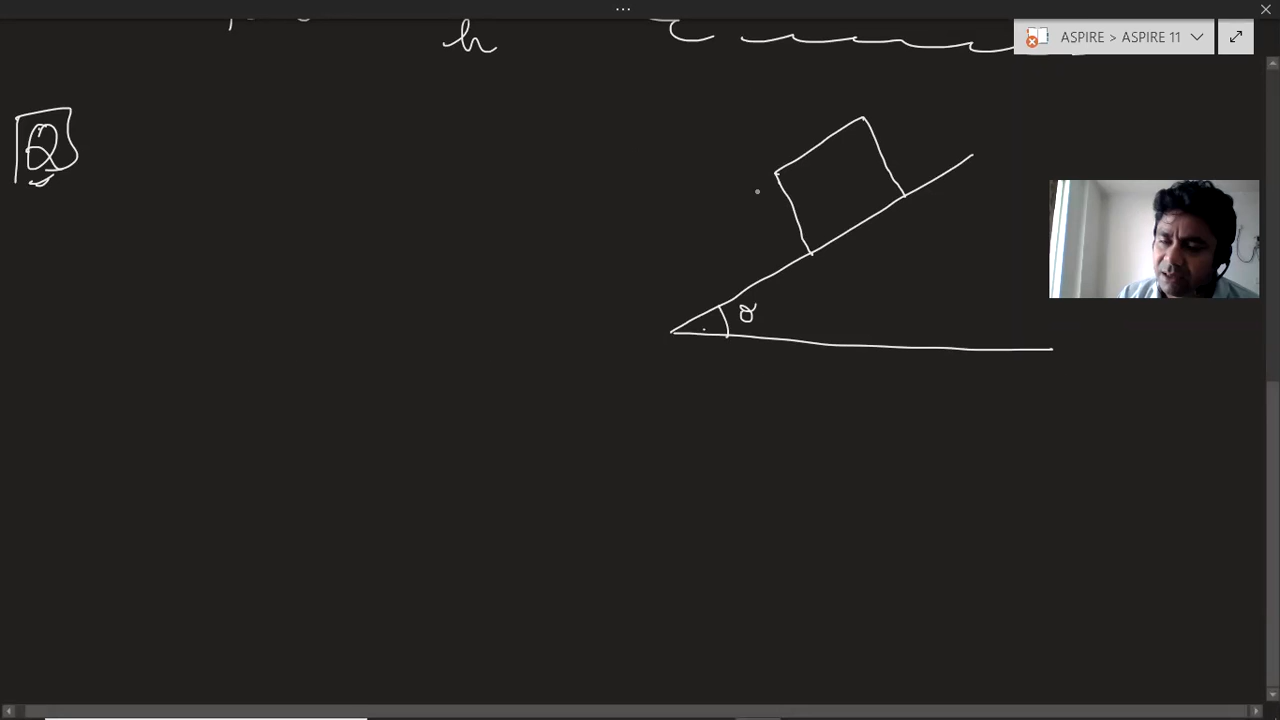 h
ASPIRE > ASPIRE 11
Q
θ